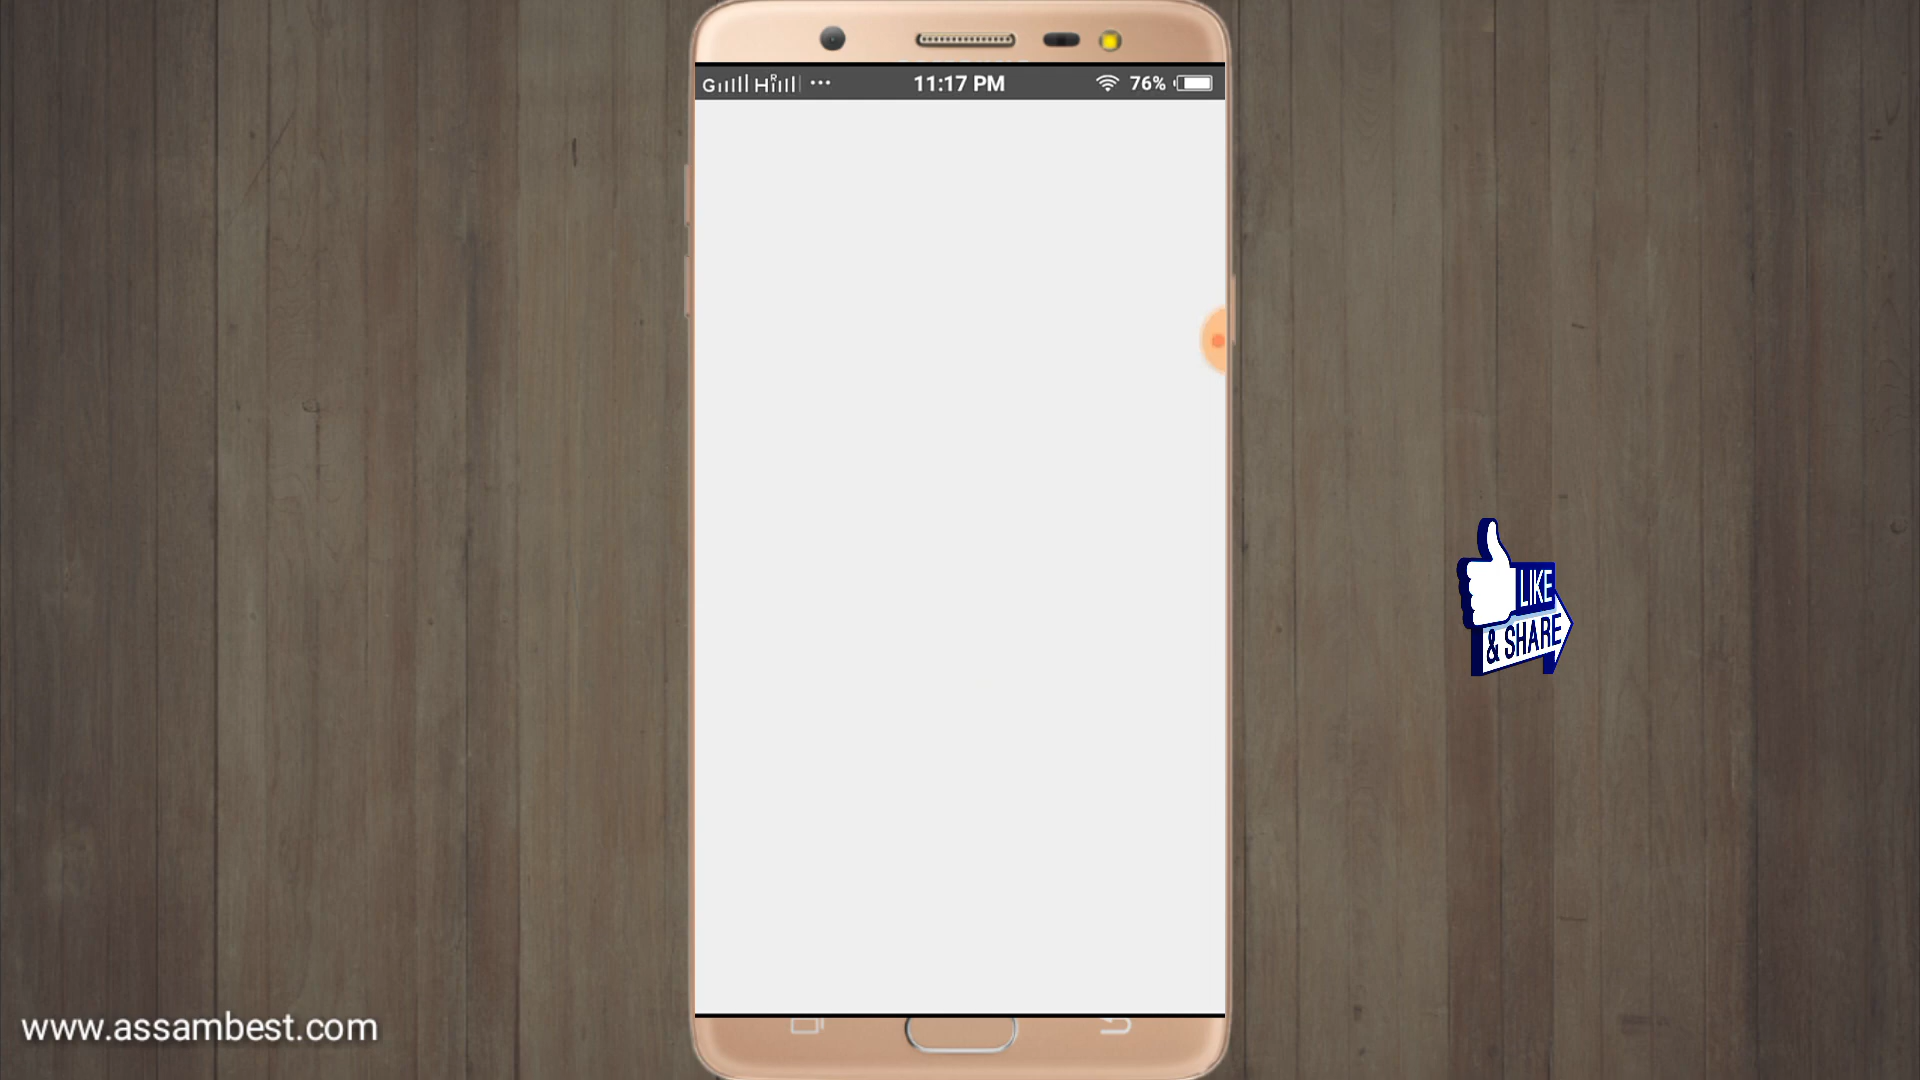 G H R ••• 11:17 PM 76%
LIKE
& SHARE
www.assambest.com